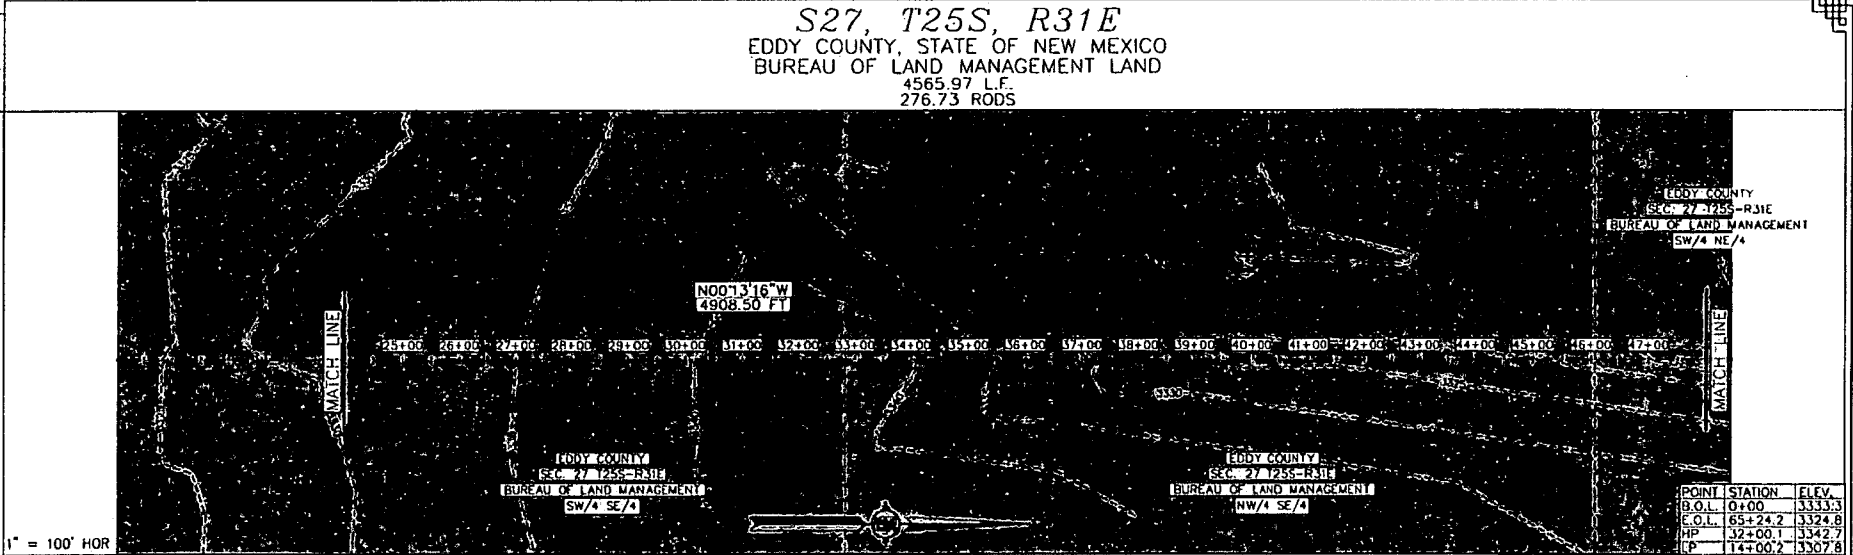 S27, T25S, R31E
EDDY COUNTY, STATE OF NEW MEXICO
BUREAU OF LAND MANAGEMENT LAND
4565.97 L.F.
276.73 RODS
EDDY COUNTY
SEC. 27 T25S-R31E
BUREAU OF LAND MANAGEMENT
SW/4 NE/4
N00°13'16"W
4908.50 FT
MATCH LINE
25+00 26+00 27+00 28+00 29+00 30+00 31+00 32+00 33+00 34+00 35+00 36+00 37+00 38+00 39+00 40+00 41+00 42+00 43+00 44+00 45+00 46+00 47+00
MATCH LINE
3330
EDDY COUNTY
SEC. 27 T25S-R31E
BUREAU OF LAND MANAGEMENT
SW/4 SE/4
EDDY COUNTY
SEC. 27 T25S-R31E
BUREAU OF LAND MANAGEMENT
NW/4 SE/4
POINT STATION ELEV.
B.O.L. 0+00 3333.3
E.O.L. 65+24.2 3324.8
HP 32+00.1 3342.7
LP 14+00.2 3307.8
1" = 100' HOR